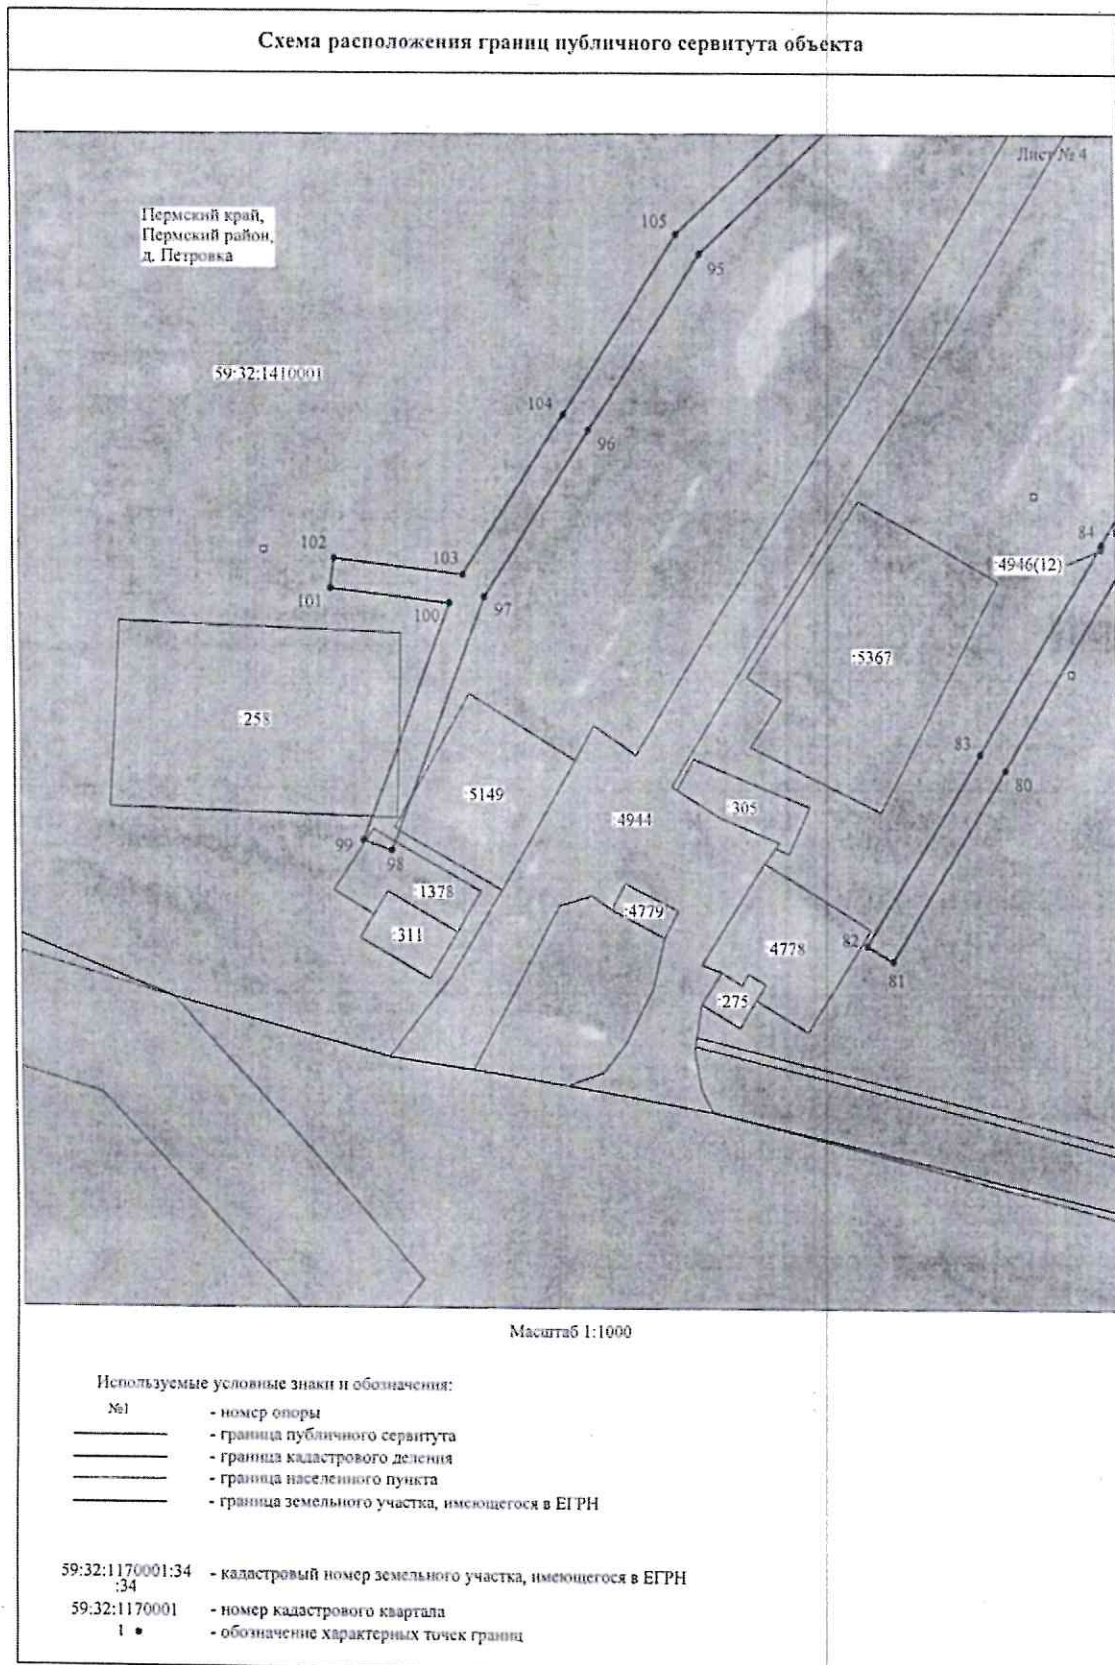 Схема расположения границ публичного сервитута объекта
Лист № 4
Пермский край,
Пермский район,
д. Петровка
105
95
59:32:1410001
104
96
84
:4946(12)
102
103
101
100
97
:5367
:258
83
80
:5149
:305
:4944
99
98
:1378
:4779
:311
82
:4778
81
:275
Масштаб 1:1000
Используемые условные знаки и обозначения:
№1 - номер опоры
- граница публичного сервитута
- граница кадастрового деления
- граница населенного пункта
- граница земельного участка, имеющегося в ЕГРН
59:32:1170001:34
:34 - кадастровый номер земельного участка, имеющегося в ЕГРН
59:32:1170001 - номер кадастрового квартала
1 • - обозначение характерных точек границ